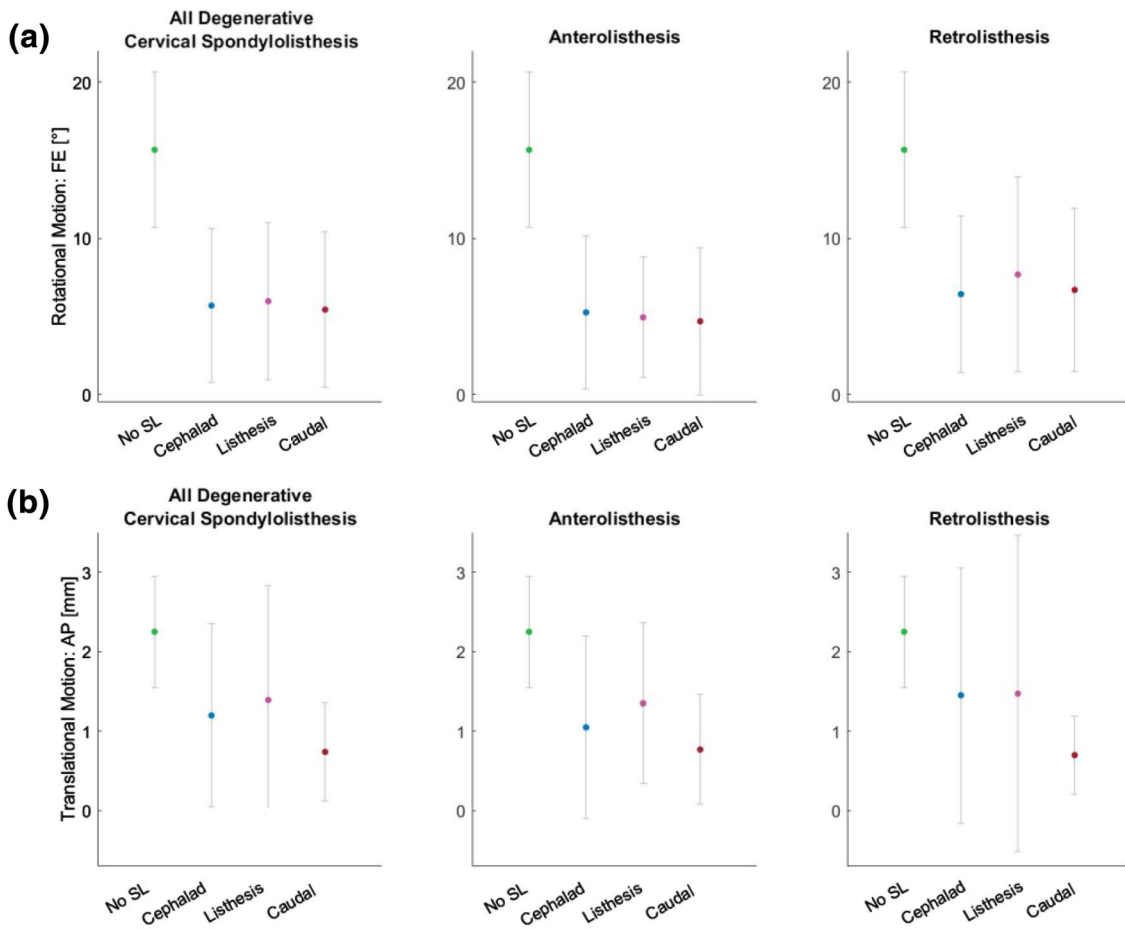 (a)
All Degenerative
Cervical Spondylolisthesis
Anterolisthesis
Retrolisthesis
Rotational Motion: FE [°]
20
10
0
No SL
Cephalad
Listhesis
Caudal
20
10
0
No SL
Cephalad
Listhesis
Caudal
20
10
0
No SL
Cephalad
Listhesis
Caudal
(b)
All Degenerative
Cervical Spondylolisthesis
Anterolisthesis
Retrolisthesis
Translational Motion: AP [mm]
3
2
1
0
No SL
Cephalad
Listhesis
Caudal
3
2
1
0
No SL
Cephalad
Listhesis
Caudal
3
2
1
0
No SL
Cephalad
Listhesis
Caudal